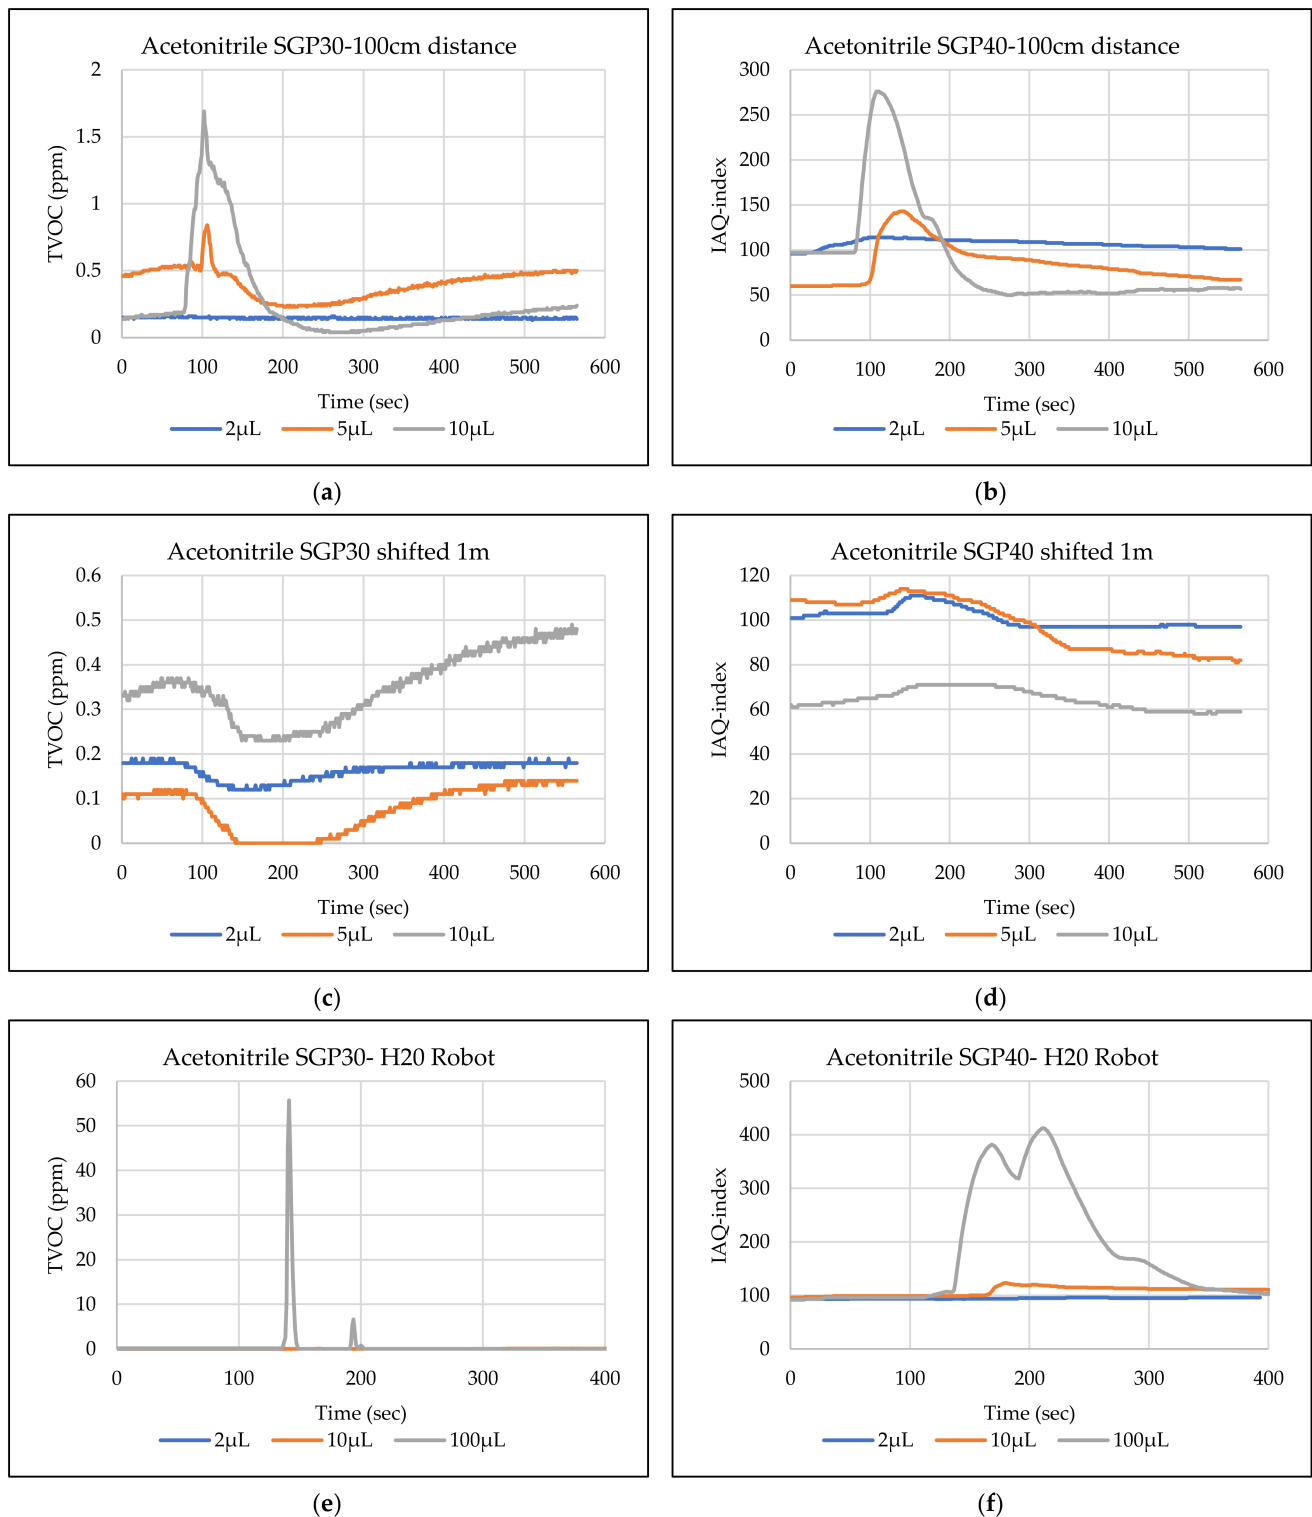 Acetonitrile SGP30-100cm distance
2
1.5
1
0.5
0
TVOC (ppm)
0 100 200 300 400 500 600
Time (sec)
2µL 5µL 10µL
(a)
Acetonitrile SGP40-100cm distance
300
250
200
150
100
50
0
IAQ-index
0 100 200 300 400 500 600
Time (sec)
2µL 5µL 10µL
(b)
Acetonitrile SGP30 shifted 1m
0.6
0.5
0.4
0.3
0.2
0.1
0
TVOC (ppm)
0 100 200 300 400 500 600
Time (sec)
2µL 5µL 10µL
(c)
Acetonitrile SGP40 shifted 1m
120
100
80
60
40
20
0
IAQ-index
0 100 200 300 400 500 600
Time (sec)
2µL 5µL 10µL
(d)
Acetonitrile SGP30- H20 Robot
60
50
40
30
20
10
0
TVOC (ppm)
0 100 200 300 400
Time (sec)
2µL 10µL 100µL
(e)
Acetonitrile SGP40- H20 Robot
500
400
300
200
100
0
IAQ-index
0 100 200 300 400
Time (sec)
2µL 10µL 100µL
(f)